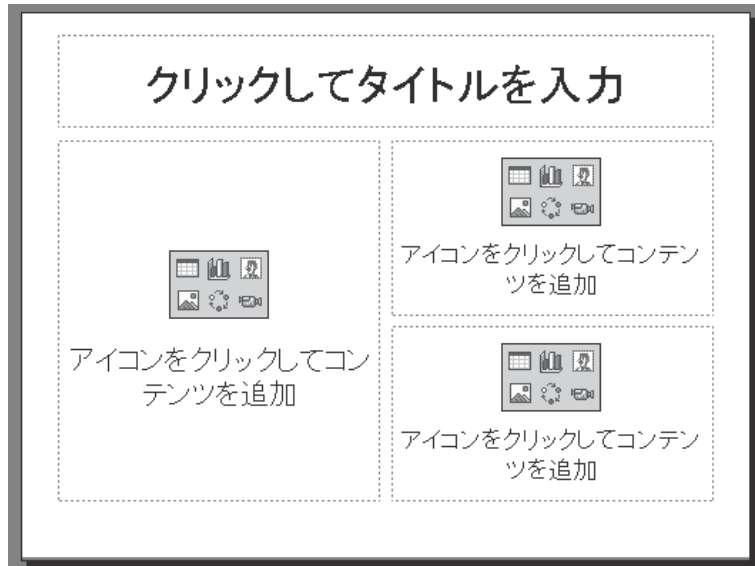 クリックしてタイトルを入力
アイコンをクリックしてコン
テンツを追加
アイコンをクリックしてコンテン
ツを追加
アイコンをクリックしてコンテン
ツを追加